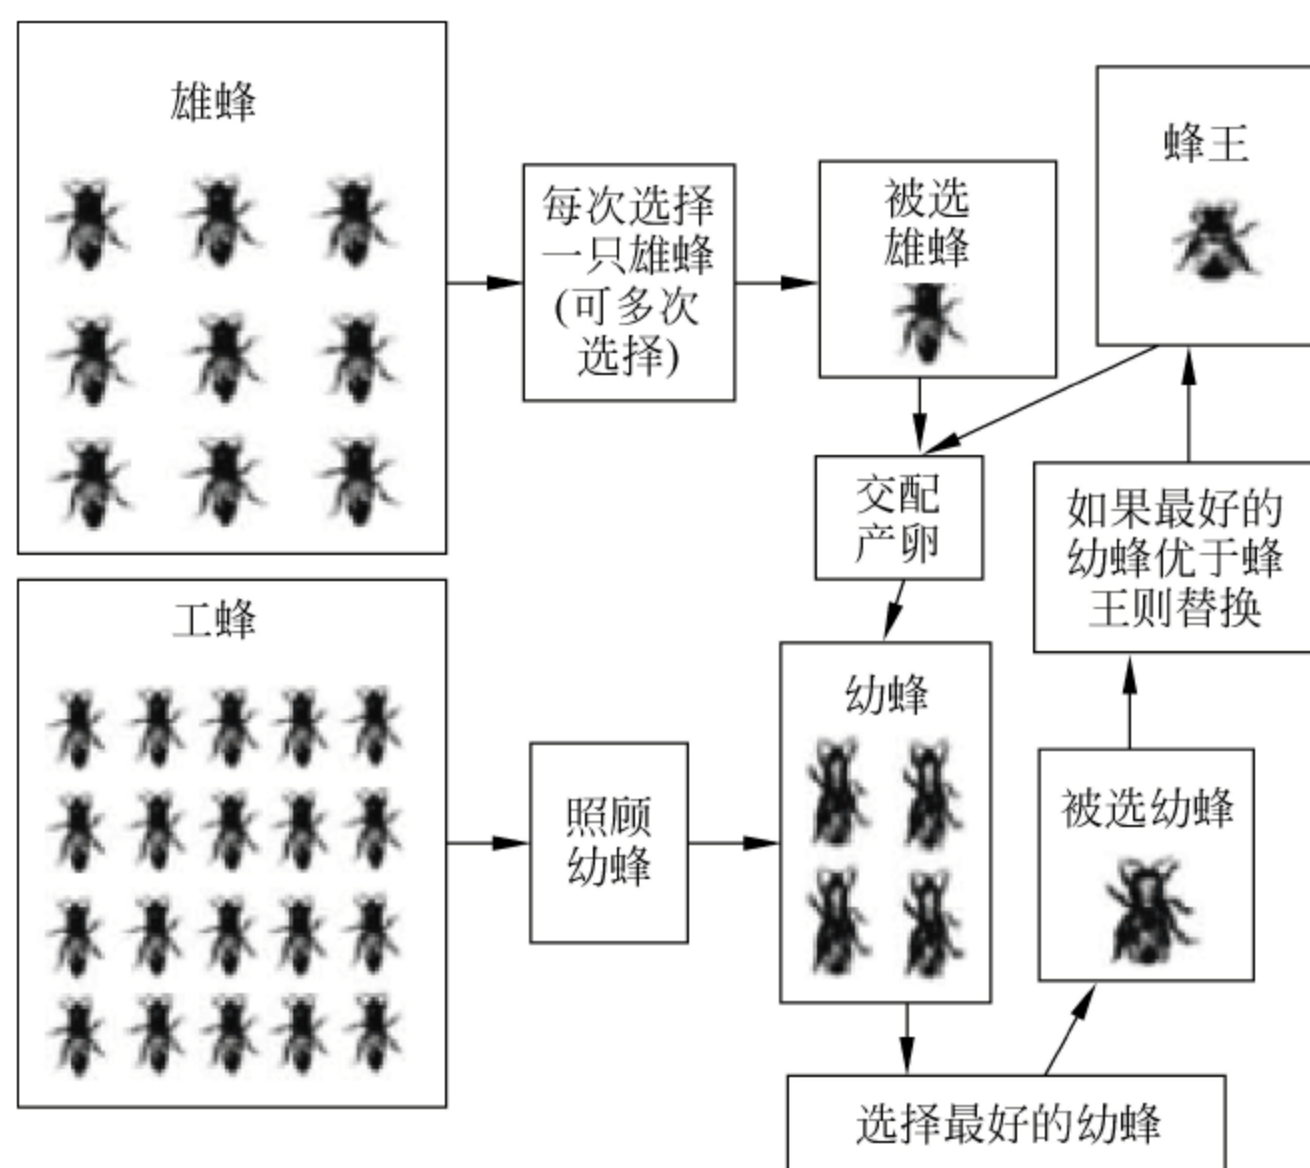 雄蜂
每次选择
一只雄蜂
(可多次
选择)
被选
雄蜂
蜂王
交配
产卵
如果最好的
幼蜂优于蜂
王则替换
工蜂
照顾
幼蜂
幼蜂
被选幼蜂
选择最好的幼蜂